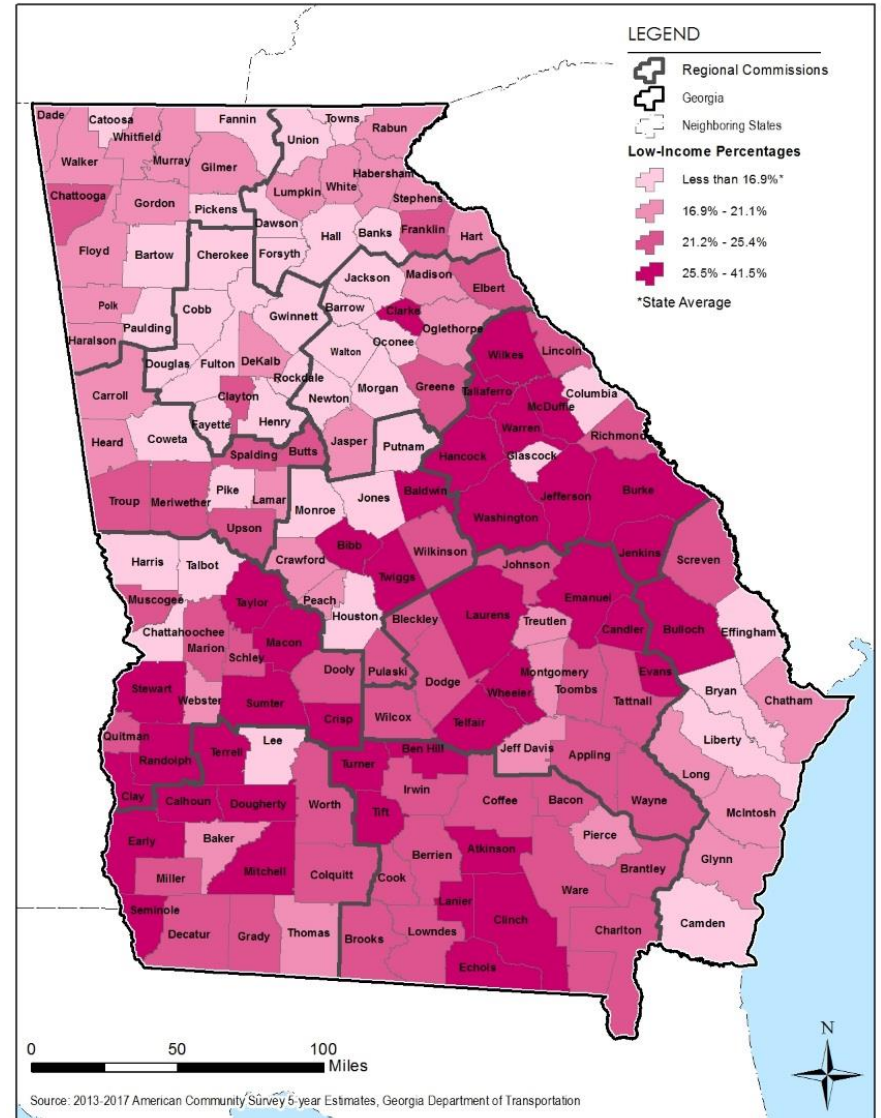 LEGEND
Regional Commissions
Georgia
Neighboring States
Low-Income Percentages
Less than 16.9%*
16.9% - 21.1%
21.2% - 25.4%
25.5% - 41.5%
*State Average
Dade
Catoosa
Whitfield
Fannin
Union
Towns
Rabun
Walker
Murray
Gilmer
Habersham
Chattooga
Gordon
Pickens
Lumpkin
White
Stephens
Dawson
Hall
Banks
Franklin
Hart
Floyd
Bartow
Cherokee
Forsyth
Jackson
Madison
Elbert
Polk
Paulding
Cobb
Gwinnett
Barrow
Clarke
Oglethorpe
Haralson
Douglas
Fulton
DeKalb
Walton
Oconee
Wilkes
Lincoln
Carroll
Clayton
Rockdale
Newton
Morgan
Greene
Taliaferro
McDuffie
Columbia
Heard
Coweta
Fayette
Henry
Jasper
Putnam
Hancock
Warren
Glascock
Richmond
Spalding
Butts
Troup
Meriwether
Pike
Lamar
Monroe
Jones
Baldwin
Washington
Jefferson
Burke
Upson
Harris
Talbot
Crawford
Bibb
Twiggs
Wilkinson
Johnson
Jenkins
Screven
Muscogee
Taylor
Peach
Houston
Bleckley
Laurens
Treutlen
Emanuel
Candler
Bulloch
Effingham
Chattahoochee
Marion
Schley
Macon
Dooly
Pulaski
Dodge
Montgomery
Wheeler
Toombs
Tattnall
Evans
Bryan
Chatham
Stewart
Webster
Sumter
Crisp
Wilcox
Telfair
Jeff Davis
Appling
Liberty
Long
Quitman
Randolph
Terrell
Lee
Turner
Ben Hill
Irwin
Coffee
Bacon
Wayne
McIntosh
Clay
Calhoun
Dougherty
Worth
Tift
Early
Baker
Mitchell
Colquitt
Cook
Berrien
Atkinson
Pierce
Brantley
Glynn
Miller
Ware
Seminole
Decatur
Grady
Thomas
Brooks
Lowndes
Lanier
Clinch
Charlton
Camden
Echols
0 50 100
Miles
N
Source: 2013-2017 American Community Survey 5-year Estimates, Georgia Department of Transportation